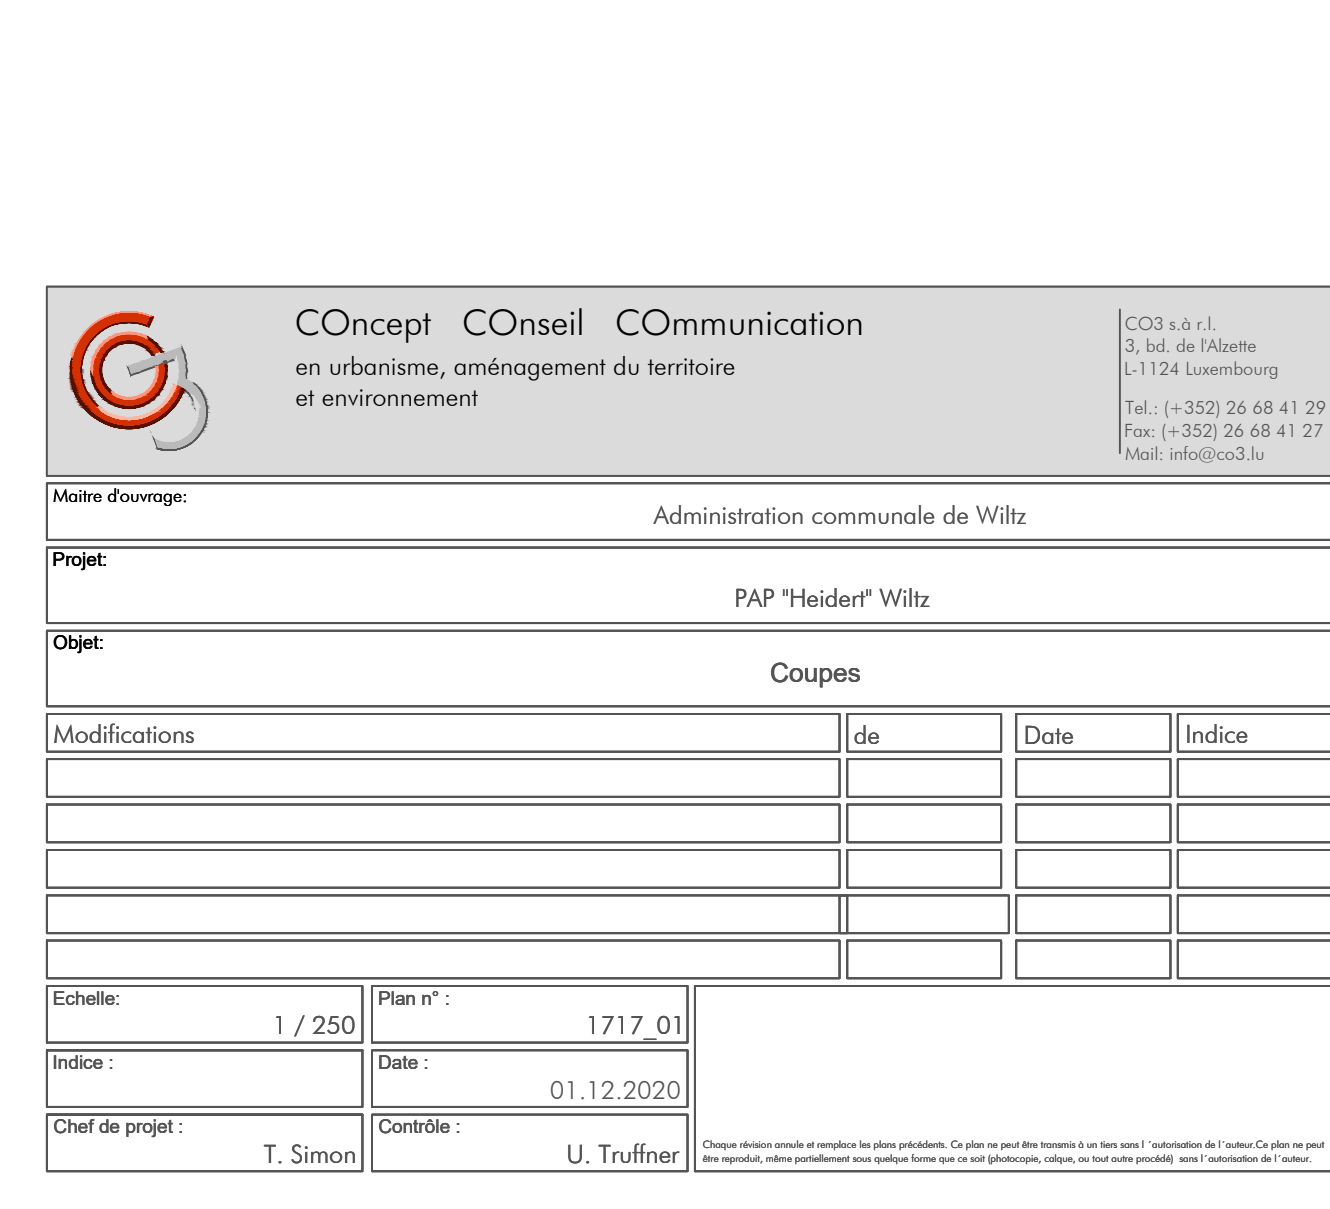 COncept COnseil COmmunication
en urbanisme, aménagement du territoire
et environnement
CO3 s.à r.l.
3, bd. de l'Alzette
L-1124 Luxembourg
Tel.: (+352) 26 68 41 29
Fax: (+352) 26 68 41 27
Mail: info@co3.lu
Maitre d'ouvrage:
Administration communale de Wiltz
Projet:
PAP "Heidert" Wiltz
Objet:
Coupes
Modifications de Date Indice
Echelle:
1 / 250
Plan n° :
1717_01
Indice :
Date :
01.12.2020
Chef de projet :
T. Simon
Contrôle :
U. Truffner
Chaque révision annule et remplace les plans précédents. Ce plan ne peut être transmis à un tiers sans l ´autorisation de l´auteur.Ce plan ne peut
être reproduit, même partiellement sous quelque forme que ce soit (photocopie, calque, ou tout autre procédé) sans l´autorisation de l´auteur.